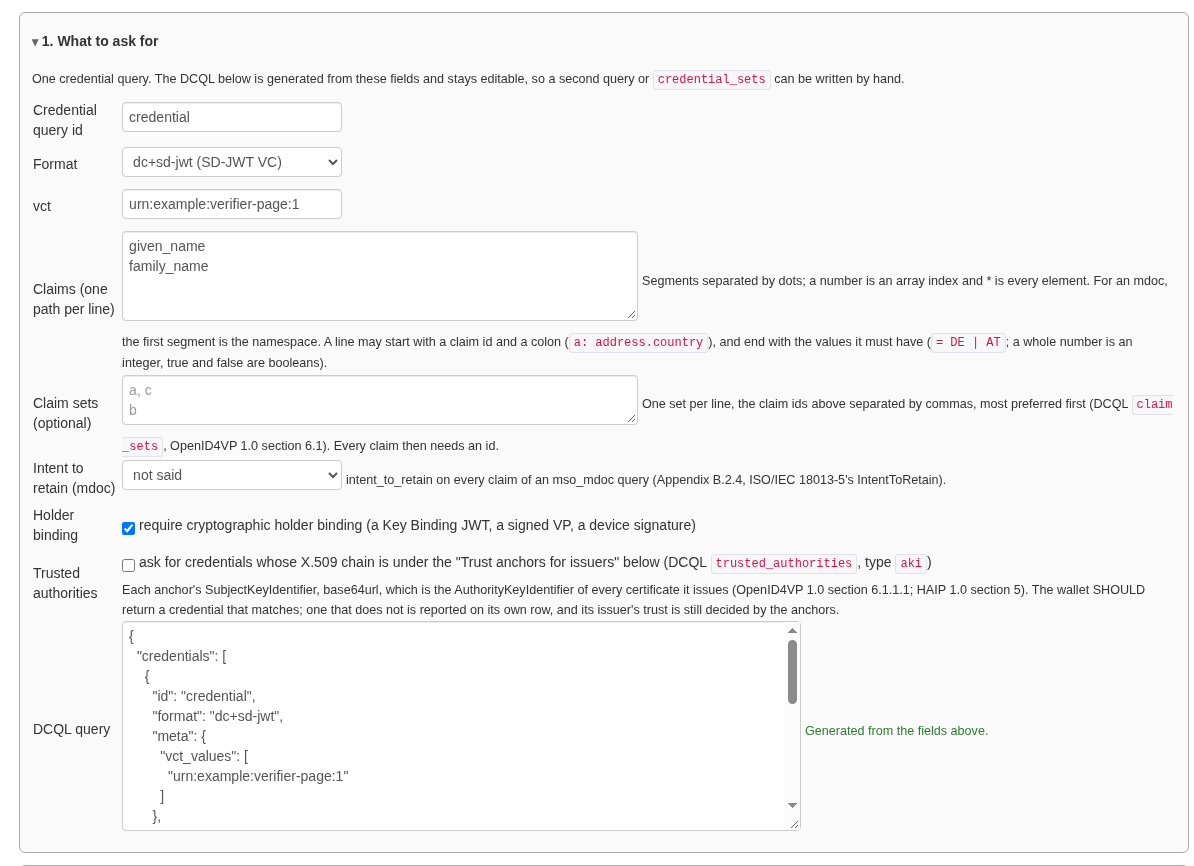 ▾ 1. What to ask for
One credential query. The DCQL below is generated from these fields and stays editable, so a second query or credential_sets can be written by hand.
Credential query id
credential
Format
dc+sd-jwt (SD-JWT VC)
vct
urn:example:verifier-page:1
Claims (one path per line)
given_name
family_name
Segments separated by dots; a number is an array index and * is every element. For an mdoc,
the first segment is the namespace. A line may start with a claim id and a colon (a: address.country), and end with the values it must have (= DE | AT; a whole number is an
integer, true and false are booleans).
Claim sets (optional)
a, c
b
One set per line, the claim ids above separated by commas, most preferred first (DCQL claim
_sets, OpenID4VP 1.0 section 6.1). Every claim then needs an id.
Intent to retain (mdoc)
not said
intent_to_retain on every claim of an mso_mdoc query (Appendix B.2.4, ISO/IEC 18013-5's IntentToRetain).
Holder binding
require cryptographic holder binding (a Key Binding JWT, a signed VP, a device signature)
Trusted authorities
ask for credentials whose X.509 chain is under the "Trust anchors for issuers" below (DCQL trusted_authorities, type aki)
Each anchor's SubjectKeyIdentifier, base64url, which is the AuthorityKeyIdentifier of every certificate it issues (OpenID4VP 1.0 section 6.1.1.1; HAIP 1.0 section 5). The wallet SHOULD
return a credential that matches; one that does not is reported on its own row, and its issuer's trust is still decided by the anchors.
DCQL query
{
"credentials": [
{
"id": "credential",
"format": "dc+sd-jwt",
"meta": {
"vct_values": [
"urn:example:verifier-page:1"
]
},
Generated from the fields above.